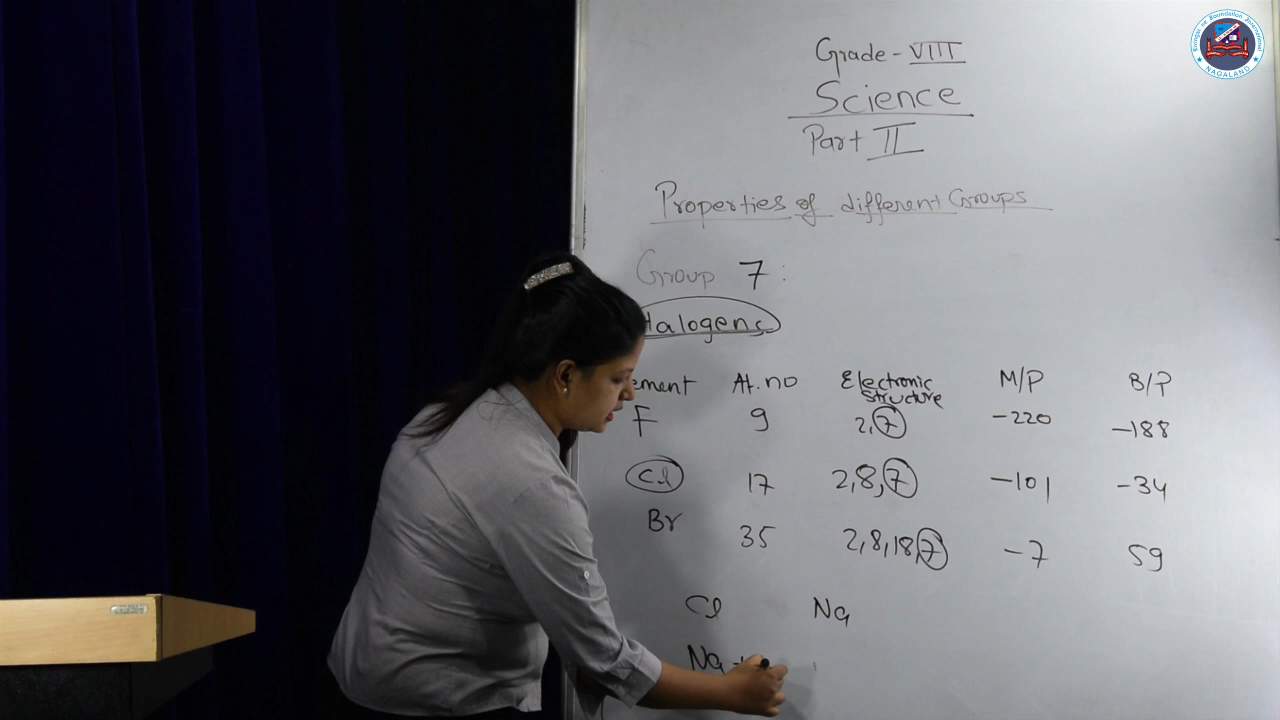 Grade - VIII
Science
Part II
Properties of different Groups
Group 7 :
Halogens
ement At. no Electronic Structure M/P B/P
F 9 2,7 -220 -188
Cl 17 2,8,7 -101 -34
Br 35 2,8,18,7 -7 59
Cl Na
Na +
NAGALAND